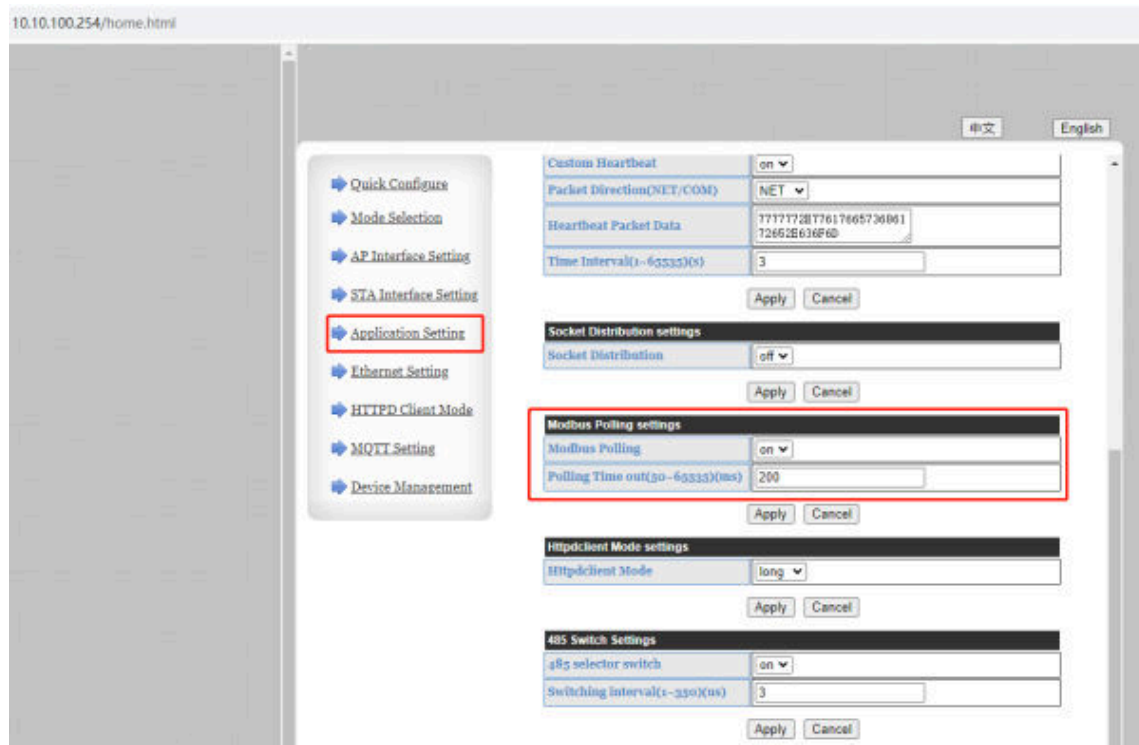 10.10.100.254/home.html
中文
English
Quick Configure
Mode Selection
AP Interface Setting
STA Interface Setting
Application Setting
Ethernet Setting
HTTPD Client Mode
MQTT Setting
Device Management
Custom Heartbeat on
Packet Direction(NET/COM) NET
Heartbeat Packet Data
7777772E77617665736861
72652E636F6D
Time Interval(1~65535)(s) 3
Apply Cancel
Socket Distribution settings
Socket Distribution off
Apply Cancel
Modbus Polling settings
Modbus Polling on
Polling Time out(50~65535)(ms) 200
Apply Cancel
Httpdclient Mode settings
Httpdclient Mode long
Apply Cancel
485 Switch Settings
485 selector switch on
Switching interval(1~350)(us) 3
Apply Cancel